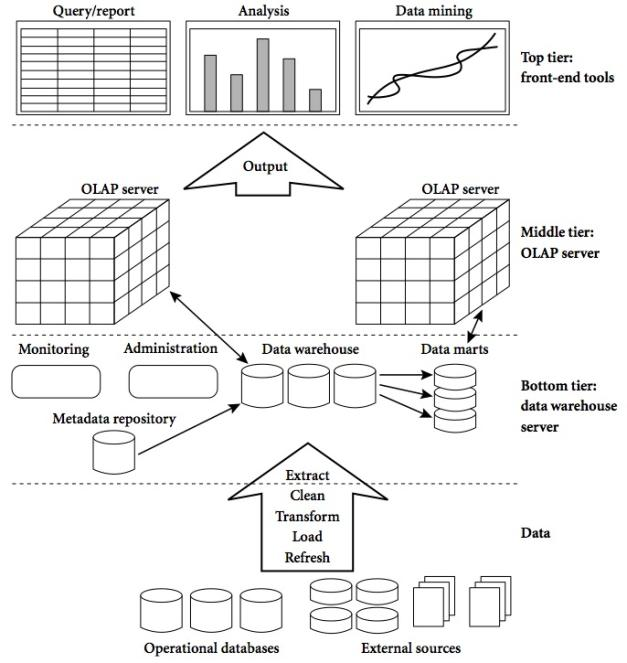 Query/report
Analysis
Data mining
Top tier:
front-end tools
Output
OLAP server
OLAP server
Middle tier:
OLAP server
Monitoring
Administration
Data warehouse
Data marts
Metadata repository
Bottom tier:
data warehouse
server
Extract
Clean
Transform
Load
Refresh
Data
Operational databases
External sources